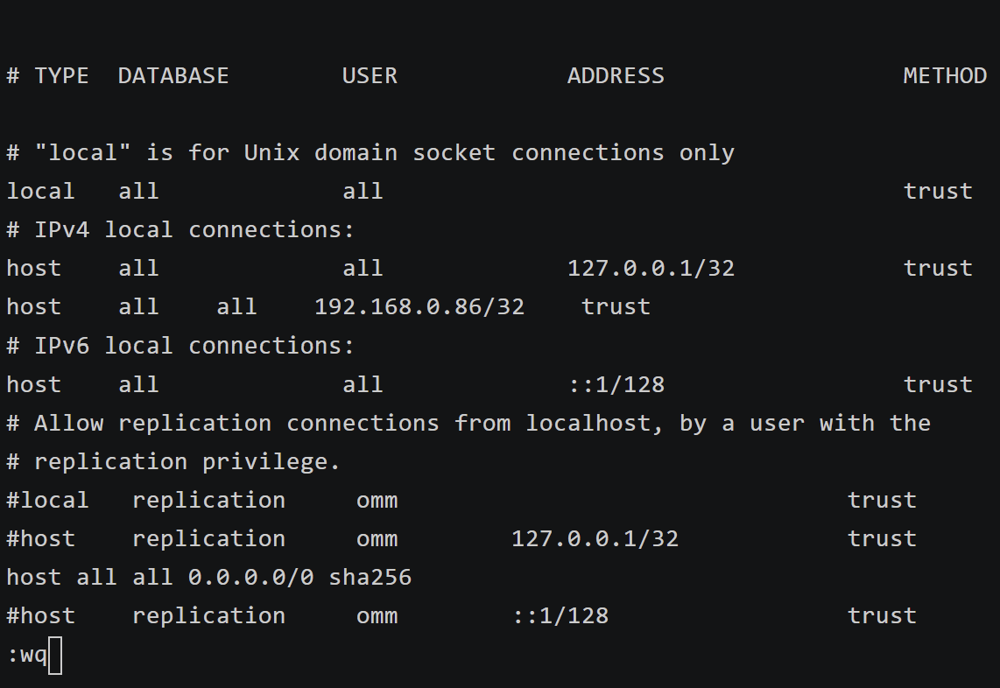 # TYPE  DATABASE        USER            ADDRESS                 METHOD
# "local" is for Unix domain socket connections only
local   all             all                                     trust
# IPv4 local connections:
host    all             all             127.0.0.1/32            trust
host    all    all    192.168.0.86/32    trust
# IPv6 local connections:
host    all             all             ::1/128                 trust
# Allow replication connections from localhost, by a user with the
# replication privilege.
#local   replication     omm                                trust
#host    replication     omm        127.0.0.1/32            trust
host all all 0.0.0.0/0 sha256
#host    replication     omm        ::1/128                 trust
:wq